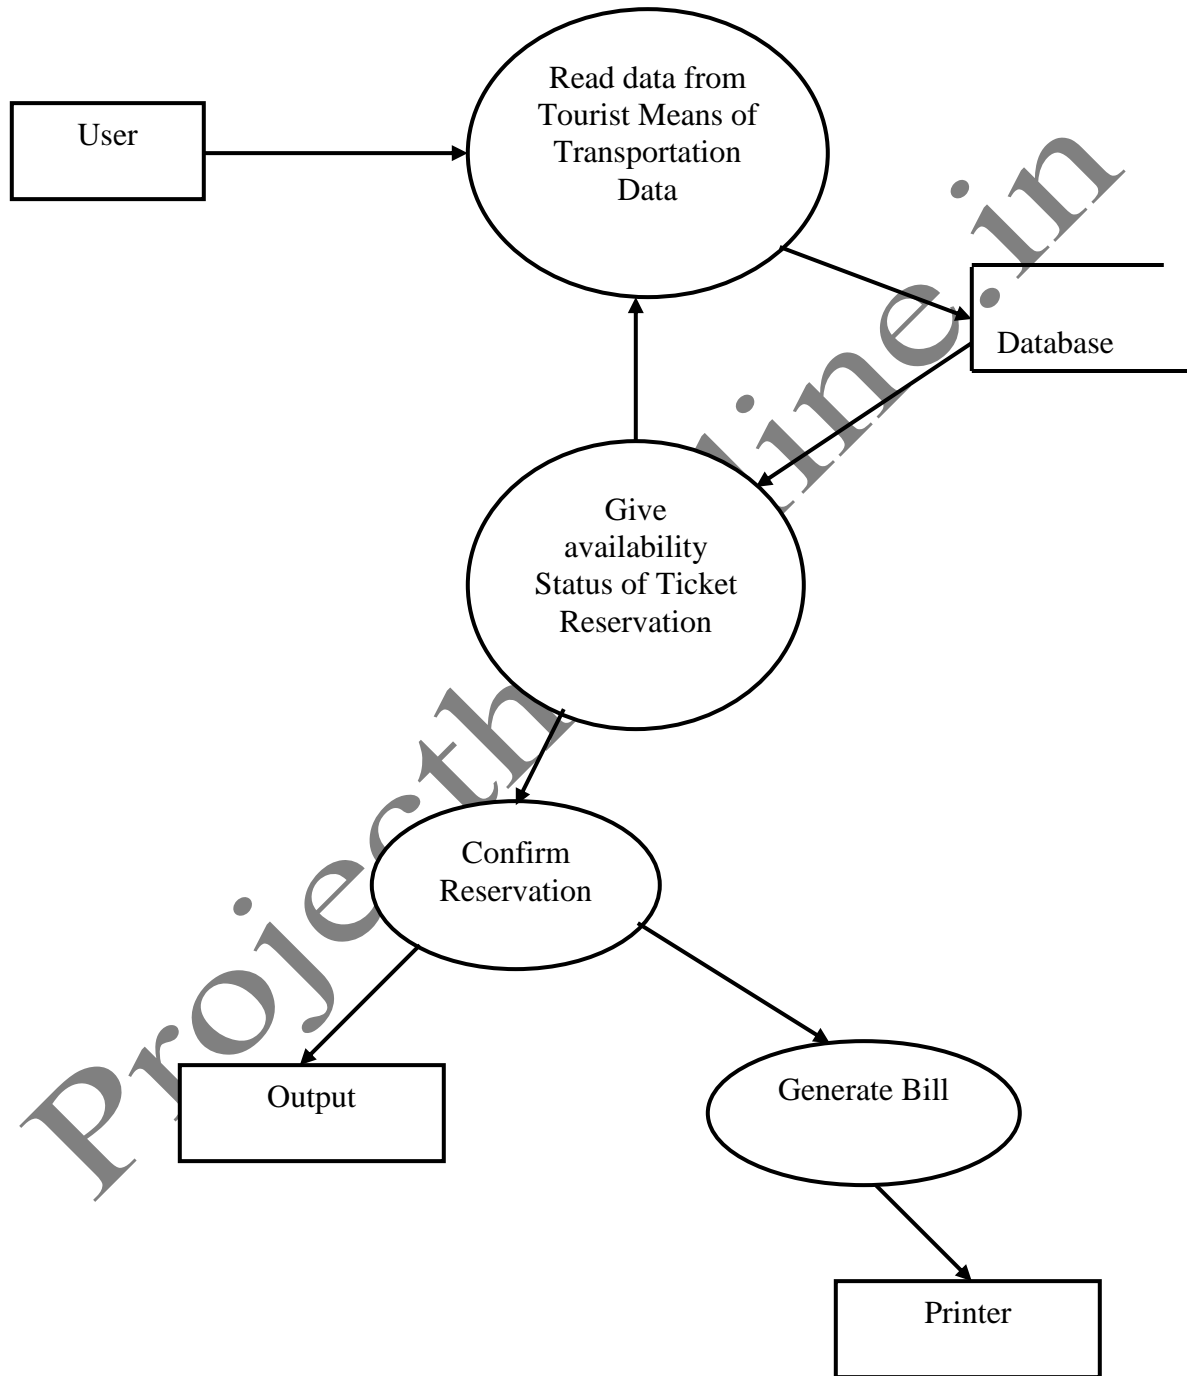 User
Read data from
Tourist Means of
Transportation
Data
Database
Give
availability
Status of Ticket
Reservation
Confirm
Reservation
Output
Generate Bill
Printer